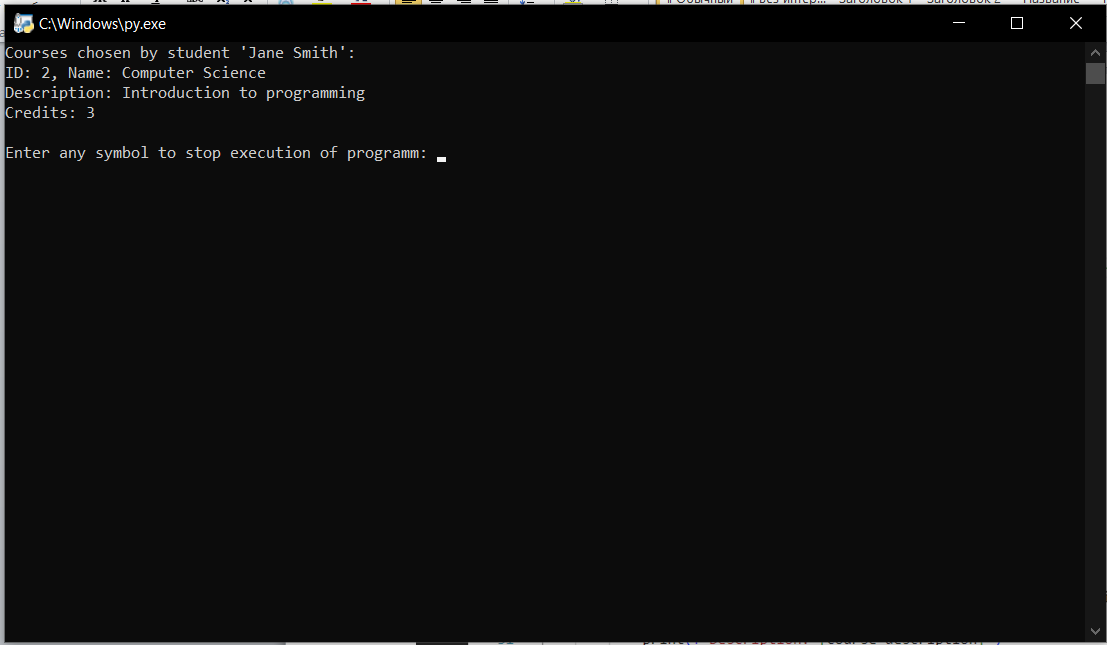 C:\Windows\py.exe
Courses chosen by student 'Jane Smith':
ID: 2, Name: Computer Science
Description: Introduction to programming
Credits: 3
Enter any symbol to stop execution of programm: